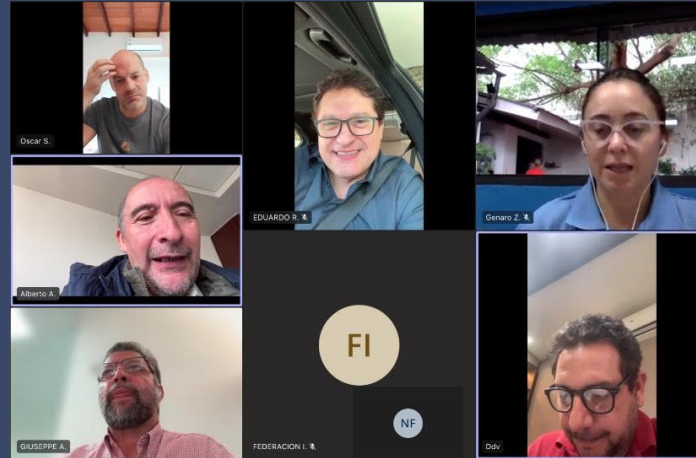 Oscar S.
EDUARDO R.
Genaro Z.
Alberto A.
FI
NF
GIUSEPPE A.
FEDERACION I.
Ddv